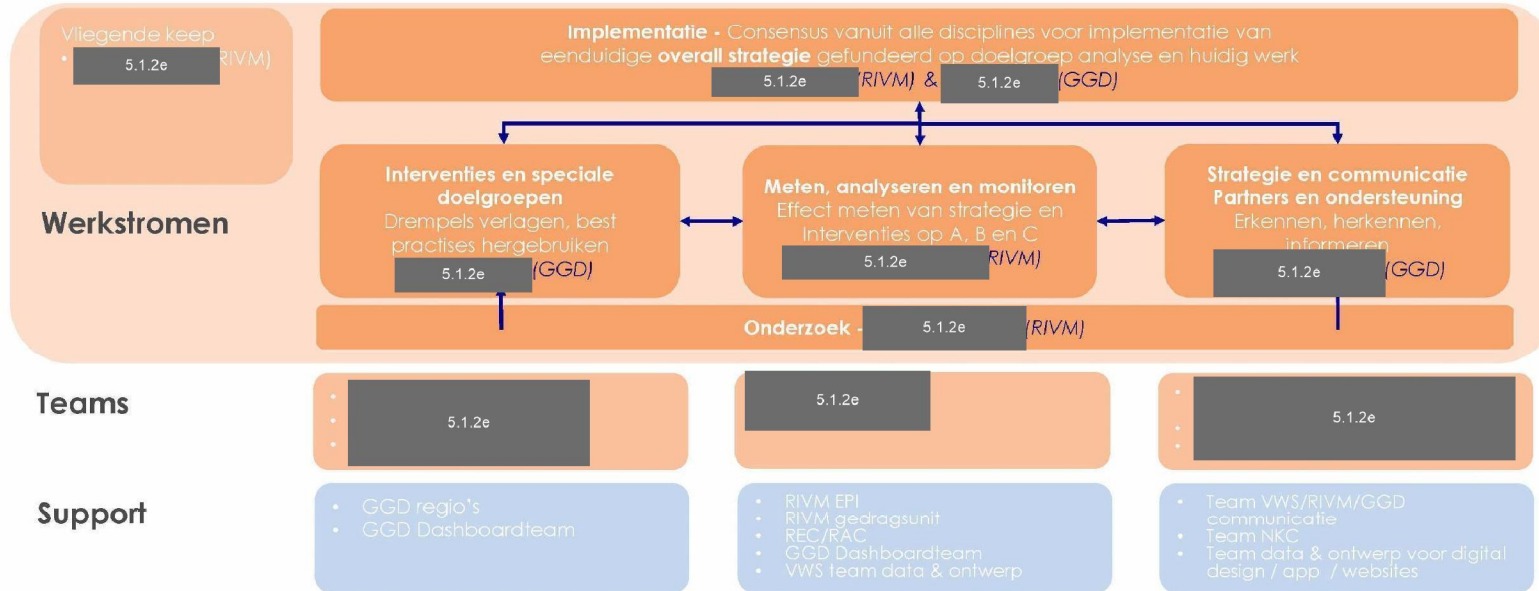 Vliegende keep
• 5.1.2e RIVM)
Implementatie - Consensus vanuit alle disciplines voor implementatie van
eenduidige overall strategie gefundeerd op doelgroep analyse en huidig werk
5.1.2e (RIVM) & 5.1.2e (GGD)
Werkstromen
Interventies en speciale
doelgroepen
Drempels verlagen, best
practises hergebruiken
5.1.2e (GGD)
Meten, analyseren en monitoren
Effect meten van strategie en
Interventies op A, B en C
5.1.2e RIVM)
Strategie en communicatie
Partners en ondersteuning
Erkennen, herkennen,
informeren
5.1.2e (GGD)
Onderzoek - 5.1.2e (RIVM)
Teams
5.1.2e
5.1.2e
5.1.2e
Support
• GGD regio's
• GGD Dashboardteam
• RIVM EPI
• RIVM gedragsunit
• REC/RAC
• GGD Dashboardteam
• VWS team data & ontwerp
• Team VWS/RIVM/GGD
communicatie
• Team NKC
• Team data & ontwerp voor digital
design / app / websites